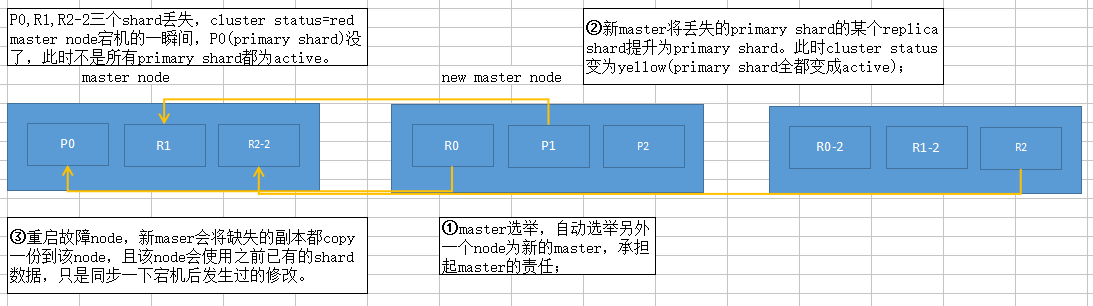 P0,R1,R2-2三个shard丢失, cluster status=red
master node宕机的一瞬间, P0(primary shard)没
了, 此时不是所有primary shard都为active。
②新master将丢失的primary shard的某个replica
shard提升为primary shard。此时cluster status
变为yellow(primary shard全都变成active);
master node
new master node
P0
R1
R2-2
R0
P1
P2
R0-2
R1-2
R2
③重启故障node, 新maser会将缺失的副本都copy
一份到该node, 且该node会使用之前已有的shard
数据, 只是同步一下宕机后发生过的修改。
①master选举, 自动选举另外
一个node为新的master, 承担
起master的责任;